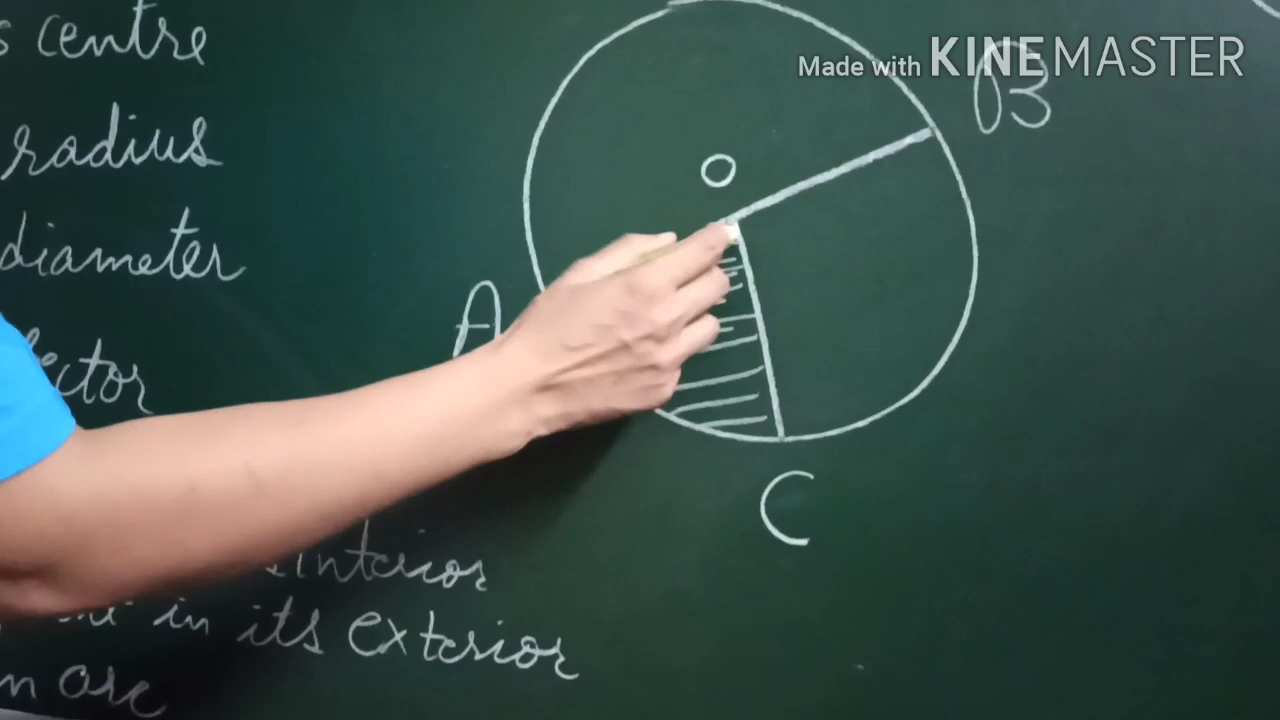 centre
radius
diameter
O
B
A
ector
C
interior
in its exterior
arc
Made with KINEMASTER